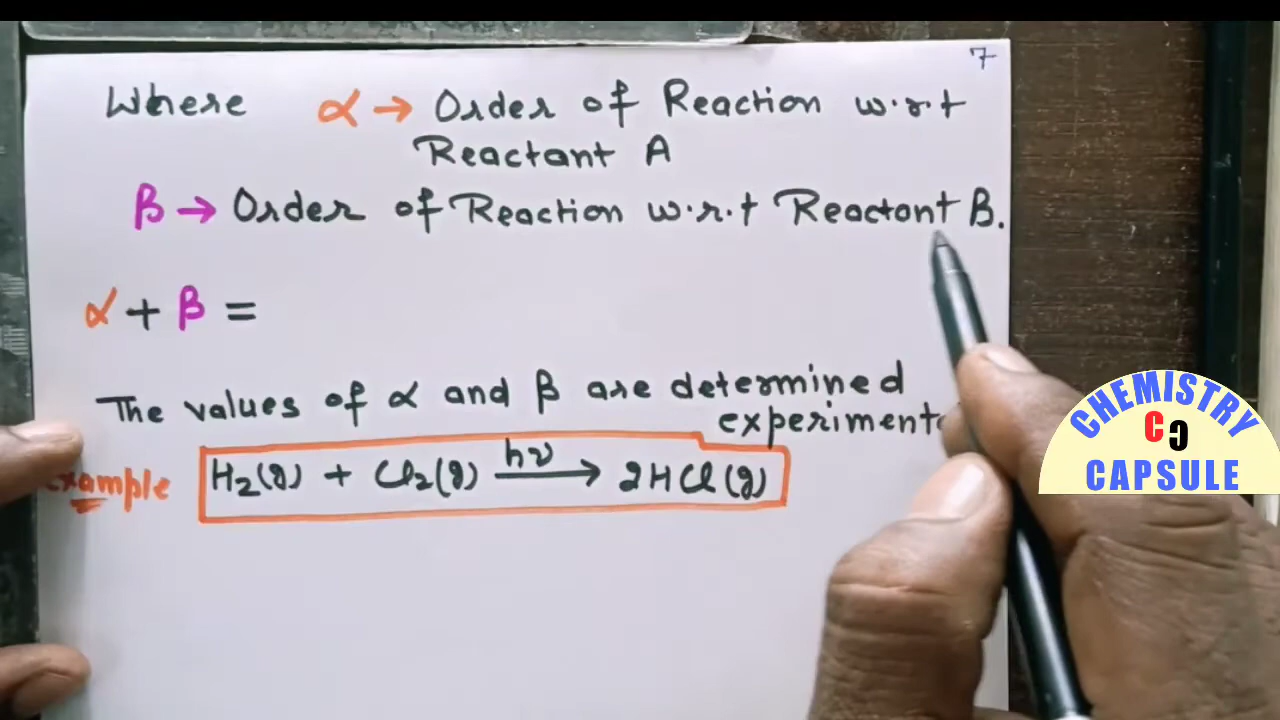 7
Where α → Order of Reaction w.r.t
Reactant A
β → Order of Reaction w.r.t Reactant B.
α + β =
The values of α and β are determined
experiment
Example H₂(g) + Cl₂(g) hν → 2HCl(g)
CHEMISTRY
CC
CAPSULE